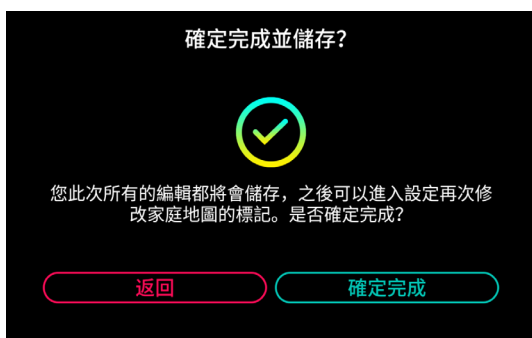 確定完成並儲存?
您此次所有的編輯都將會儲存，之後可以進入設定再次修
改家庭地圖的標記。是否確定完成?
返回
確定完成